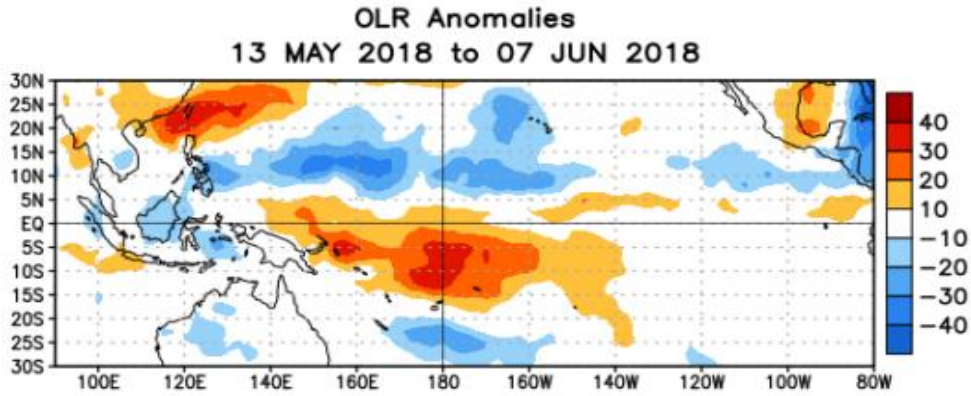 OLR Anomalies
13 MAY 2018 to 07 JUN 2018
30N
25N
20N
15N
10N
5N
EQ
5S
10S
15S
20S
25S
30S
100E 120E 140E 160E 180 160W 140W 120W 100W 80W
40
30
20
10
-10
-20
-30
-40